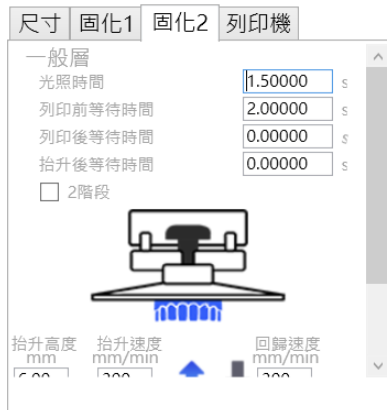 尺寸 固化1 固化2 列印機
一般層
光照時間 1.50000 s
列印前等待時間 2.00000 s
列印後等待時間 0.00000 s
抬升後等待時間 0.00000 s
2階段
抬升高度 抬升速度 回歸速度
mm mm/min mm/min